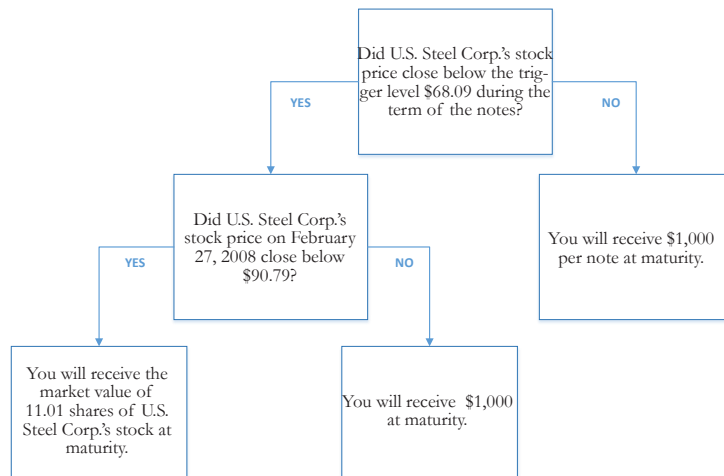 Did U.S. Steel Corp.'s stock
price close below the trig-
ger level $68.09 during the
term of the notes?
YES
NO
Did U.S. Steel Corp.'s
stock price on February
27, 2008 close below
$90.79?
You will receive $1,000
per note at maturity.
YES
NO
You will receive the
market value of
11.01 shares of U.S.
Steel Corp.'s stock at
maturity.
You will receive  $1,000
at maturity.